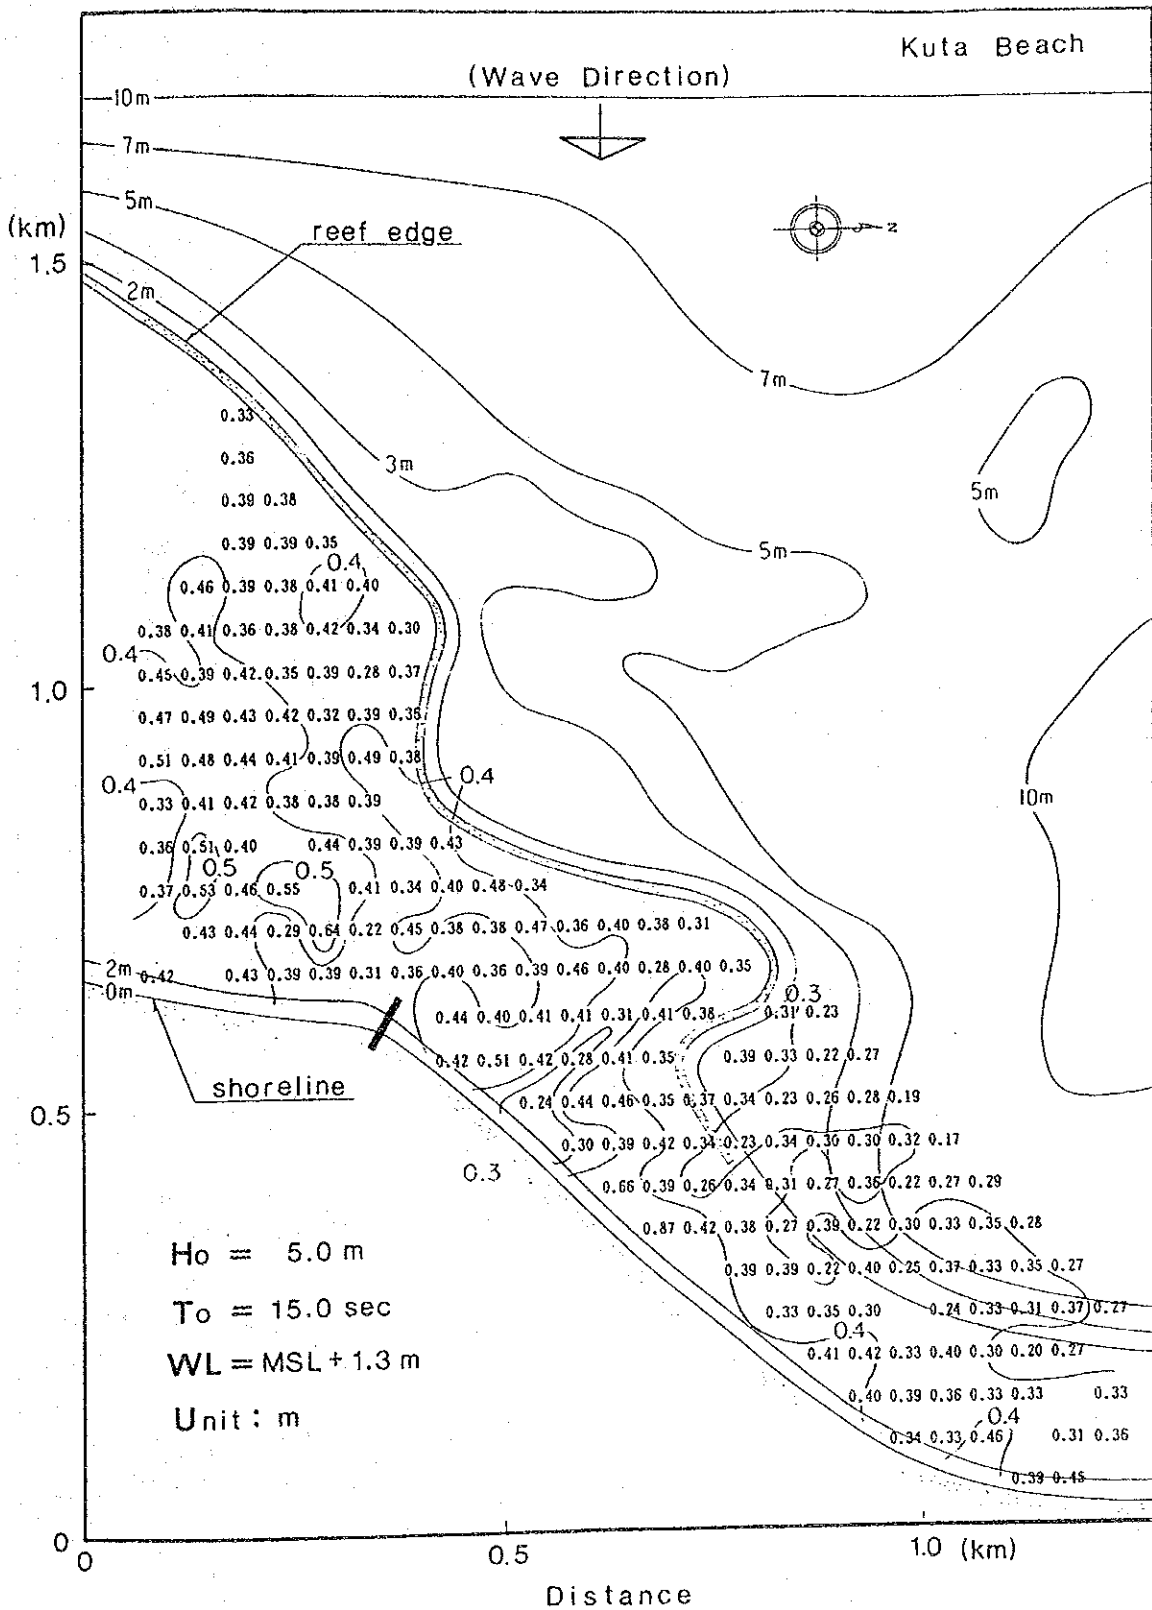 Kuta Beach
(Wave Direction)
10m
7m
5m
N
(km)
reef edge
1.5
2m
7m
0.33
3m
0.36
5m
0.39 0.38
0.39 0.39 0.35
5m
0.4
0.46 0.39 0.38 0.41 0.40
0.38 0.41 0.36 0.38 0.42 0.34 0.30
0.4
0.45 0.39 0.42 0.35 0.39 0.28 0.37
1.0
0.47 0.49 0.43 0.42 0.32 0.39 0.36
0.51 0.48 0.44 0.41 0.39 0.49 0.38
0.4
0.4
10m
0.33 0.41 0.42 0.38 0.38 0.39
0.36 0.51 0.40 0.44 0.39 0.39 0.43
0.5 0.5
0.37 0.53 0.46 0.55 0.41 0.34 0.40 0.48 0.34
0.43 0.44 0.29 0.64 0.22 0.45 0.38 0.38 0.47 0.36 0.40 0.38 0.31
2m
0.42 0.43 0.39 0.39 0.31 0.36 0.40 0.36 0.39 0.46 0.40 0.28 0.40 0.35
0m
0.3
0.44 0.40 0.41 0.41 0.31 0.41 0.38 0.31 0.23
0.42 0.51 0.42 0.28 0.41 0.35 0.39 0.33 0.22 0.27
shoreline
0.5
0.24 0.44 0.46 0.35 0.37 0.34 0.23 0.26 0.28 0.19
0.30 0.39 0.42 0.34 0.23 0.34 0.30 0.30 0.32 0.17
0.3
0.66 0.39 0.26 0.34 0.31 0.27 0.36 0.22 0.27 0.29
0.87 0.42 0.38 0.27 0.39 0.22 0.30 0.33 0.35 0.28
Ho = 5.0 m
0.39 0.39 0.22 0.40 0.25 0.37 0.33 0.35 0.27
To = 15.0 sec
0.33 0.35 0.30 0.24 0.33 0.31 0.37 0.27
0.4
0.41 0.42 0.33 0.40 0.30 0.20 0.27
WL = MSL + 1.3 m
0.40 0.39 0.36 0.33 0.33 0.33
0.4
Unit : m
0.34 0.33 0.46 0.31 0.36
0.39 0.45
0
0 0.5 1.0 (km)
Distance